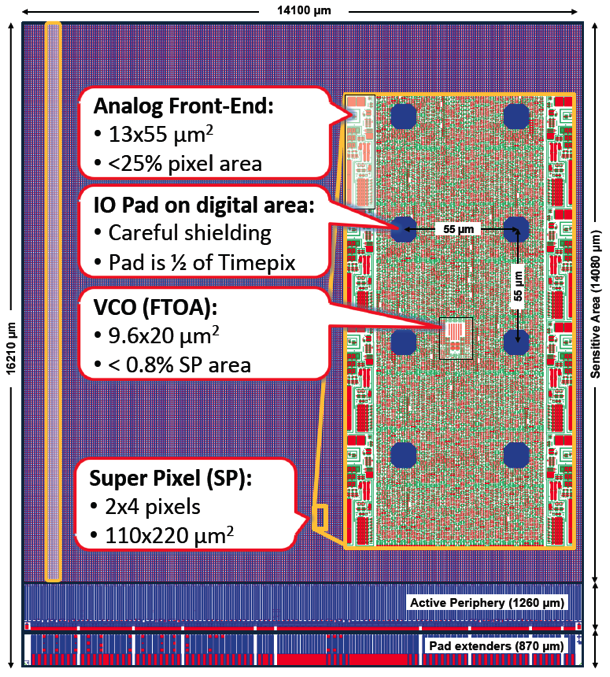 14100 µm
Analog Front-End:
• 13x55 µm²
• <25% pixel area
IO Pad on digital area:
• Careful shielding
• Pad is ½ of Timepix
55 µm
55 µm
VCO (FTOA):
• 9.6x20 µm²
• < 0.8% SP area
16210 µm
Sensitive Area (14080 µm)
Super Pixel (SP):
• 2x4 pixels
• 110x220 µm²
Active Periphery (1260 µm)
Pad extenders (870 µm)